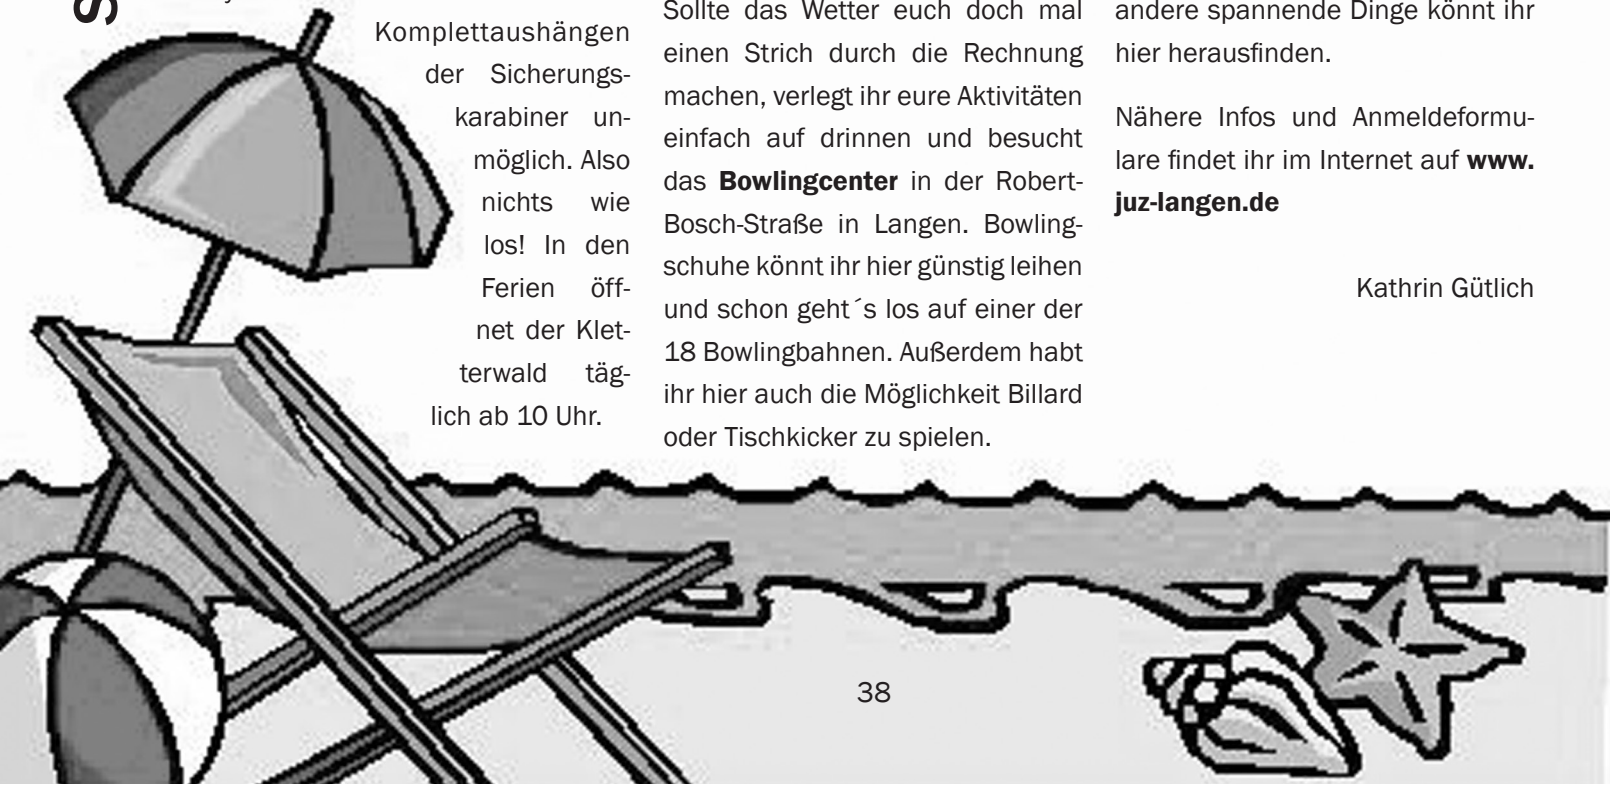 Komplettaushängen
der Sicherungs-
karabiner un-
möglich. Also
nichts wie
los! In den
Ferien öff-
net der Klet-
terwald täg-
lich ab 10 Uhr.
Sollte das Wetter euch doch mal
einen Strich durch die Rechnung
machen, verlegt ihr eure Aktivitäten
einfach auf drinnen und besucht
das Bowlingcenter in der Robert-
Bosch-Straße in Langen. Bowling-
schuhe könnt ihr hier günstig leihen
und schon geht´s los auf einer der
18 Bowlingbahnen. Außerdem habt
ihr hier auch die Möglichkeit Billard
oder Tischkicker zu spielen.
andere spannende Dinge könnt ihr
hier herausfinden.
Nähere Infos und Anmeldeformu-
lare findet ihr im Internet auf www.
juz-langen.de
Kathrin Gütlich
38